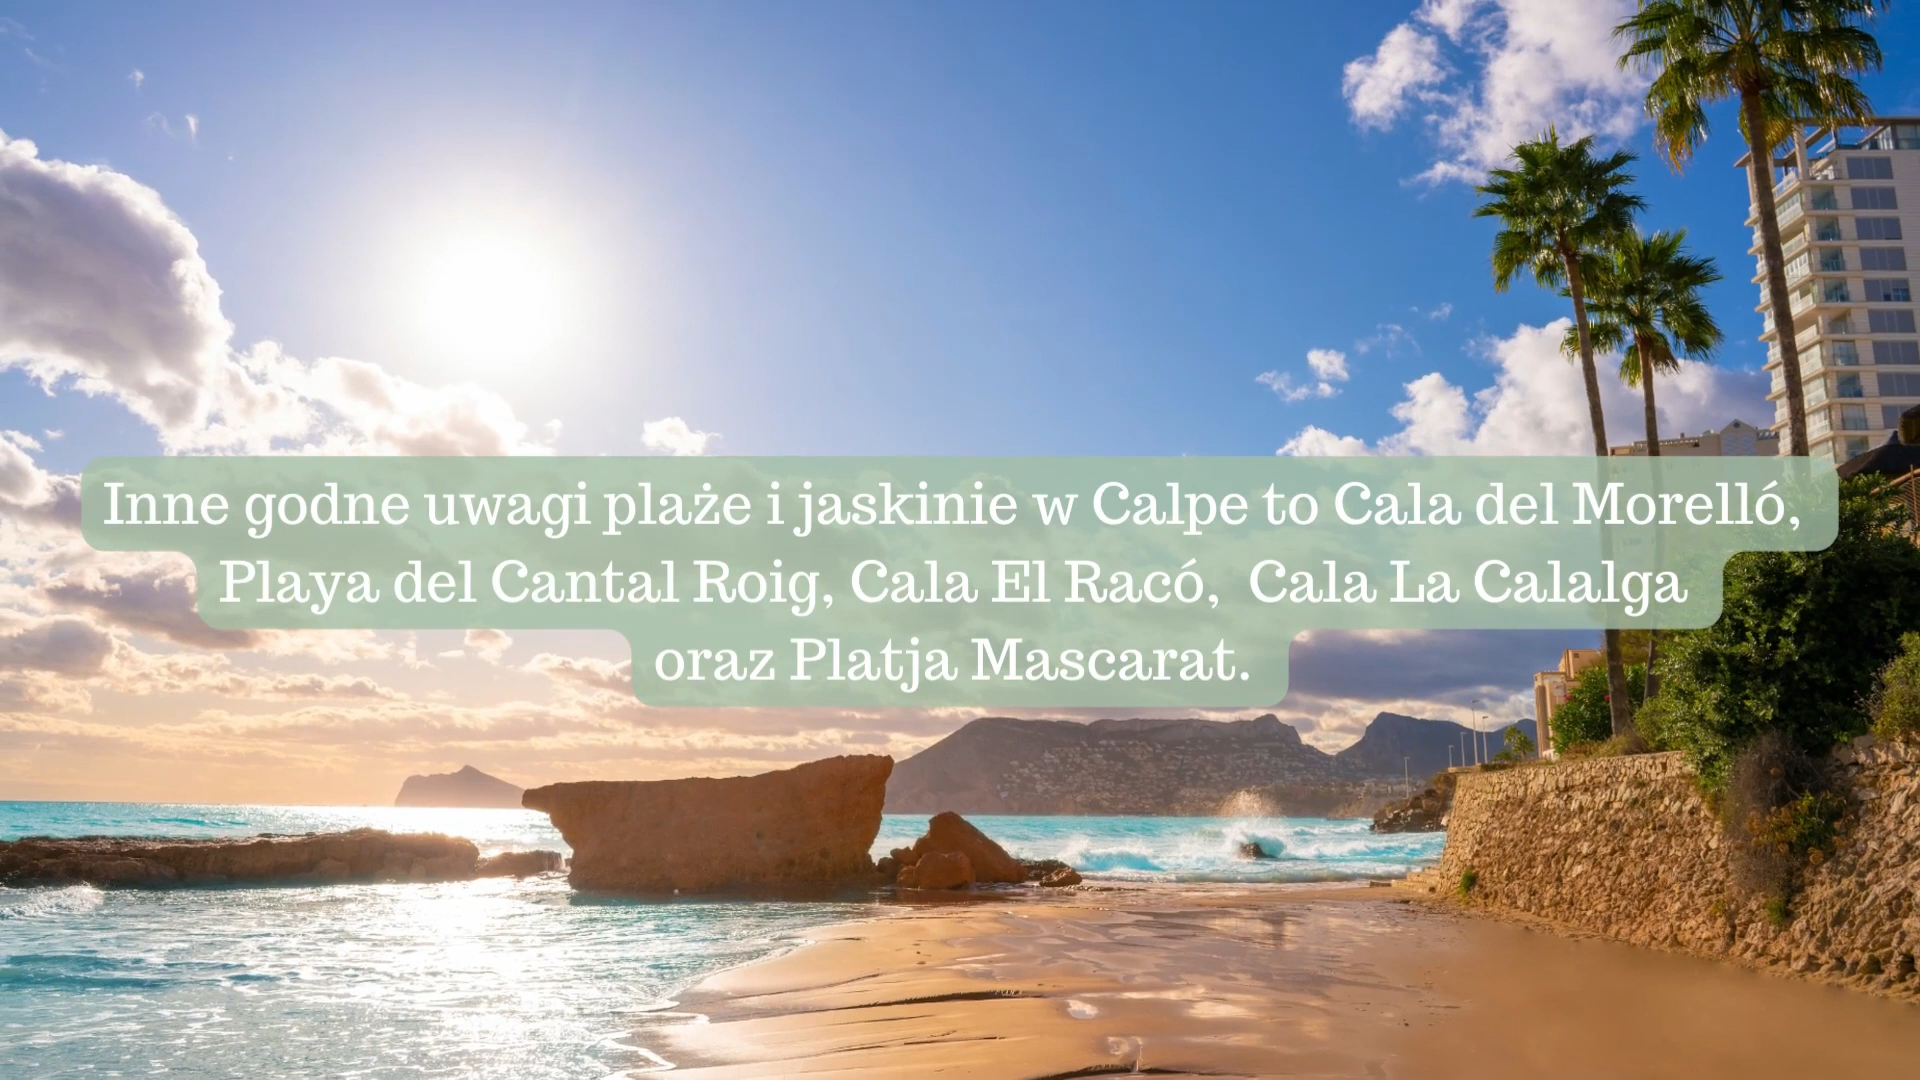 Inne godne uwagi plaże i jaskinie w Calpe to Cala del Morelló,
Playa del Cantal Roig, Cala El Racó, Cala La Calalga
oraz Platja Mascarat.